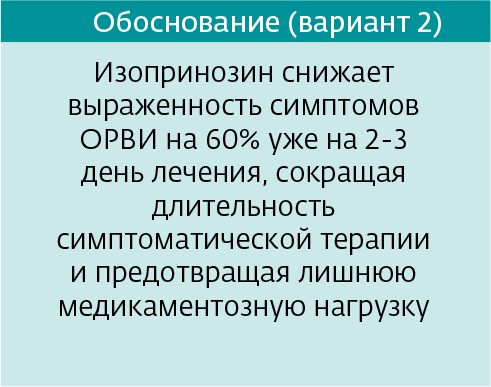 Обоснование (вариант 2)
Изопринозин снижает
выраженность симптомов
ОРВИ на 60% уже на 2-3
день лечения, сокращая
длительность
симптоматической терапии
и предотвращая лишнюю
медикаментозную нагрузку